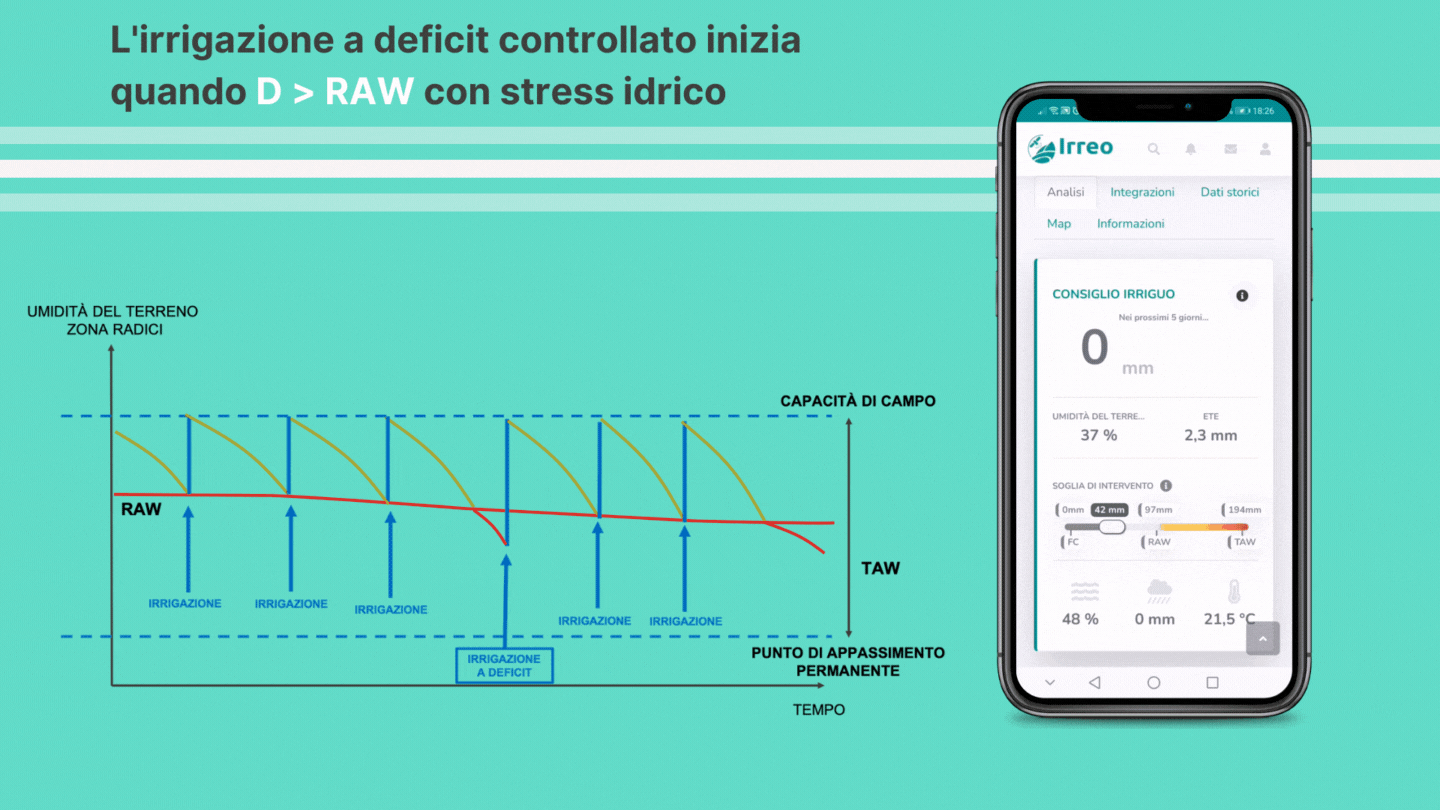 L'irrigazione a deficit controllato inizia
quando D > RAW con stress idrico
18:26
Irreo
Analisi Integrazioni Dati storici
Map Informazioni
CONSIGLIO IRRIGUO
Nei prossimi 5 giorni...
0 mm
UMIDITÀ DEL TERRE... ETE
37 % 2,3 mm
SOGLIA DI INTERVENTO
0mm 42 mm 97mm 194mm
FC RAW TAW
48 % 0 mm 21,5 °C
UMIDITÀ DEL TERRENO
ZONA RADICI
CAPACITÀ DI CAMPO
RAW
TAW
IRRIGAZIONE IRRIGAZIONE IRRIGAZIONE IRRIGAZIONE IRRIGAZIONE
IRRIGAZIONE
A DEFICIT
PUNTO DI APPASSIMENTO
PERMANENTE
TEMPO